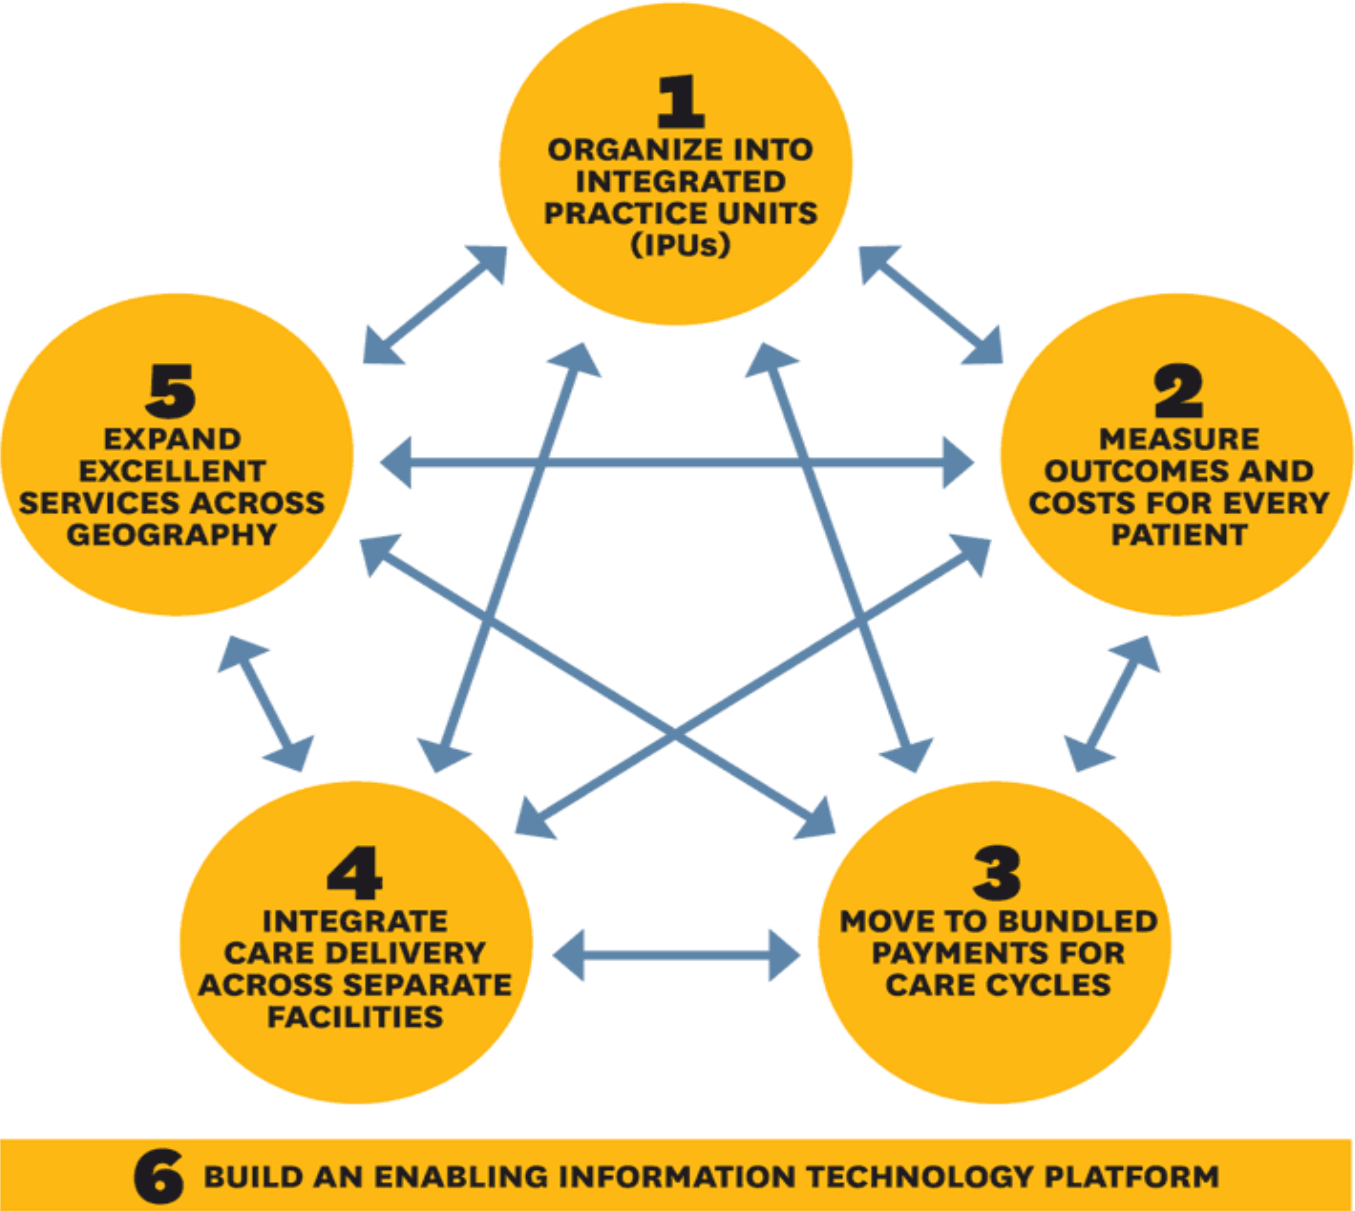 1
ORGANIZE INTO
INTEGRATED
PRACTICE UNITS
(IPUs)
2
MEASURE
OUTCOMES AND
COSTS FOR EVERY
PATIENT
3
MOVE TO BUNDLED
PAYMENTS FOR
CARE CYCLES
4
INTEGRATE
CARE DELIVERY
ACROSS SEPARATE
FACILITIES
5
EXPAND
EXCELLENT
SERVICES ACROSS
GEOGRAPHY
6 BUILD AN ENABLING INFORMATION TECHNOLOGY PLATFORM